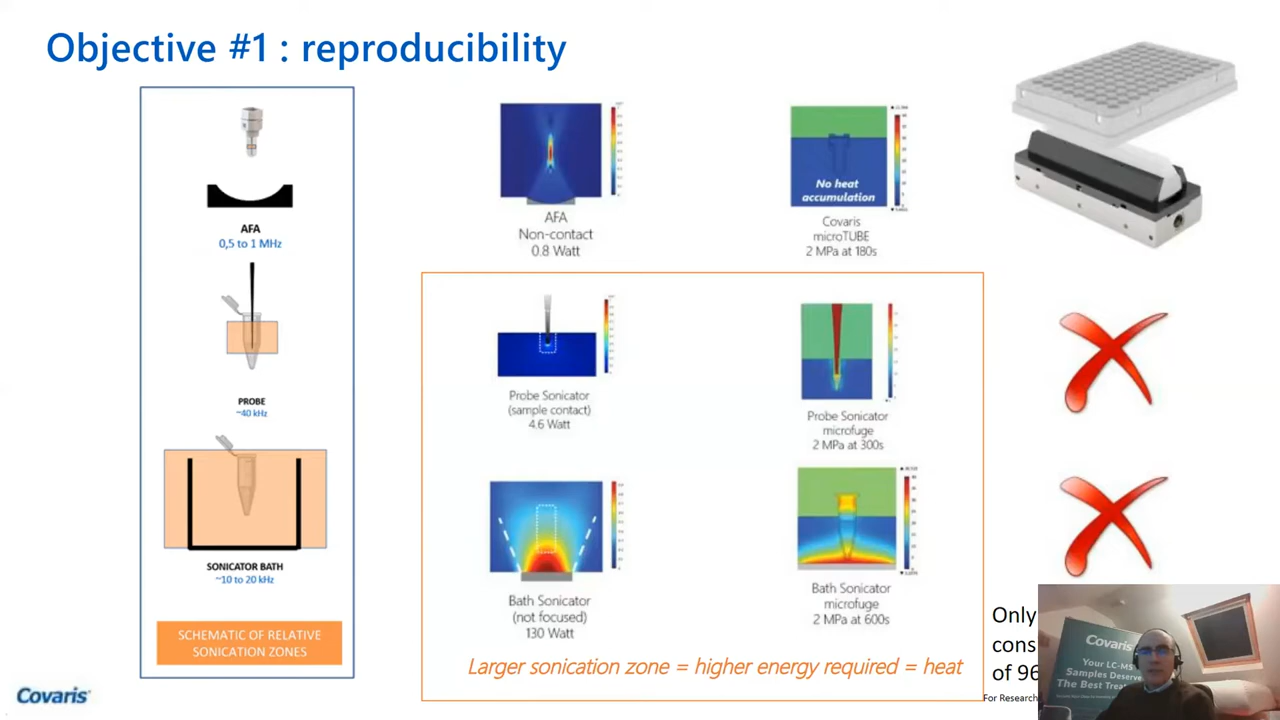 Objective #1 : reproducibility
AFA
0,5 to 1 MHz
PROBE
~40 kHz
SONICATOR BATH
~10 to 20 kHz
SCHEMATIC OF RELATIVE
SONICATION ZONES
AFA
Non-contact
0.8 Watt
No heat
accumulation
Covaris
microTUBE
2 MPa at 180s
Probe Sonicator
(sample contact)
4.6 Watt
Probe Sonicator
microfuge
2 MPa at 300s
Bath Sonicator
(not focused)
130 Watt
Bath Sonicator
microfuge
2 MPa at 600s
Larger sonication zone = higher energy required = heat
Only
cons
of 96
For Research
Covaris
Your LC-MS
Samples Deserve
The Best
Covaris